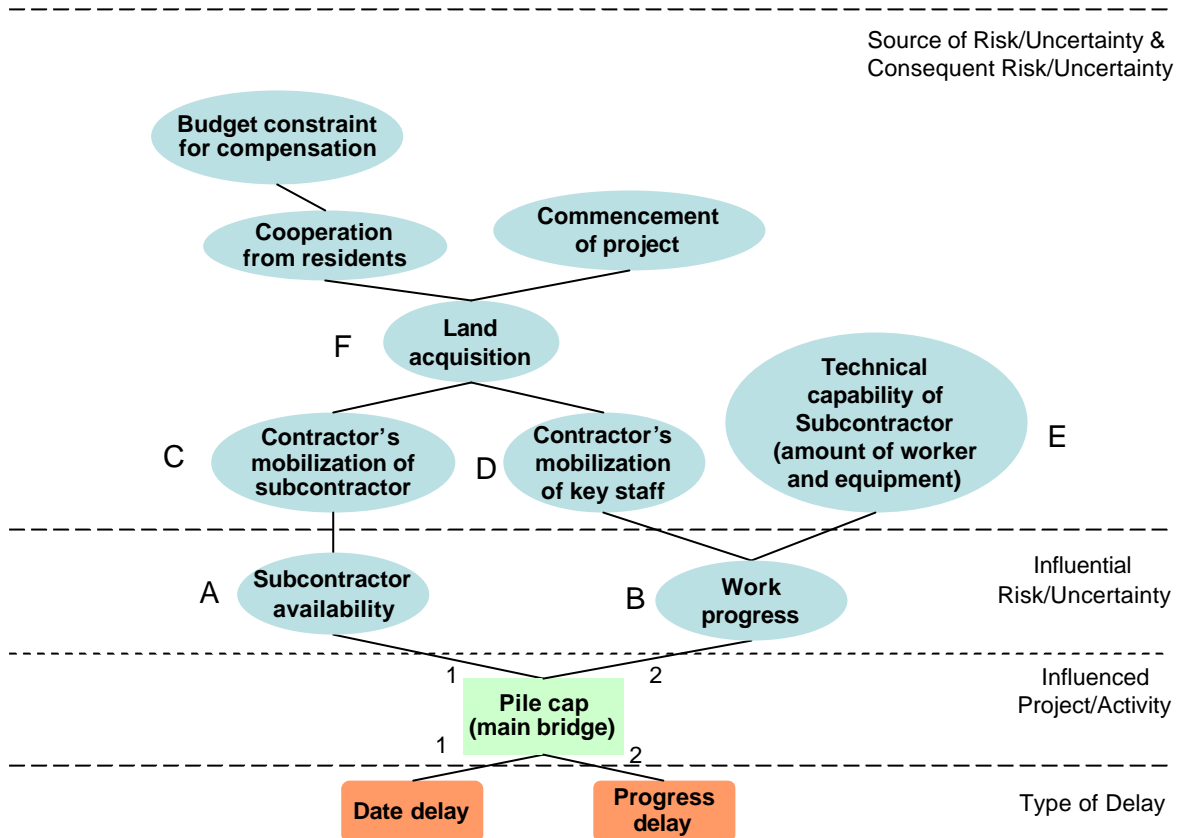 Source of Risk/Uncertainty &
Consequent Risk/Uncertainty
Budget constraint
for compensation
Cooperation
from residents
Commencement
of project
F
Land
acquisition
Technical
capability of
Subcontractor
(amount of worker
and equipment)
E
C
Contractor's
mobilization of
subcontractor
D
Contractor's
mobilization
of key staff
A
Subcontractor
availability
B
Work
progress
Influential
Risk/Uncertainty
1
2
Pile cap
(main bridge)
1
2
Influenced
Project/Activity
Date delay
Progress
delay
Type of Delay